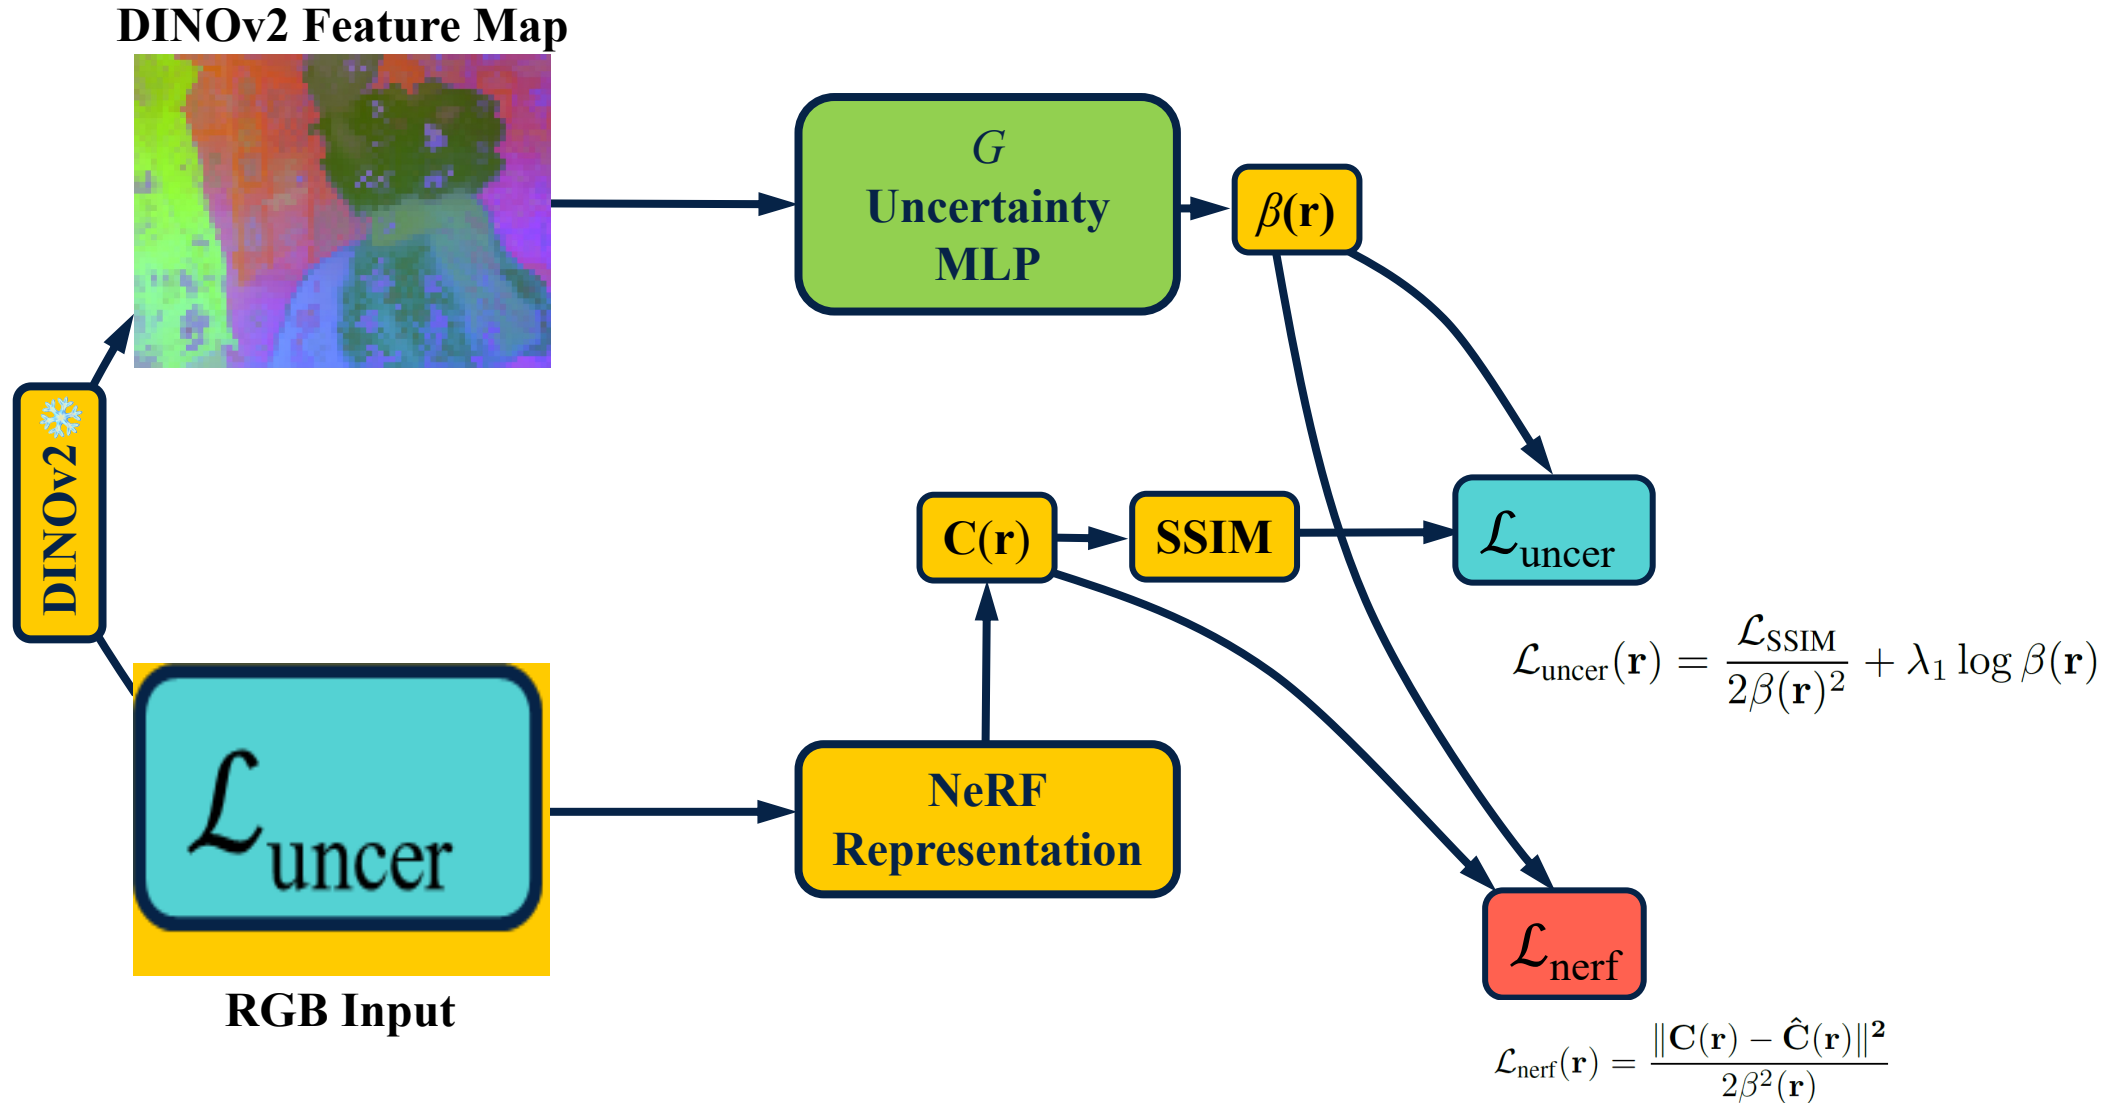 DINOv2 Feature Map
G
Uncertainty
MLP
β(r)
DINOv2
C(r)
SSIM
ℒuncer
ℒuncer(r) = ℒSSIM / 2β(r)² + λ₁ log β(r)
ℒuncer
NeRF
Representation
RGB Input
ℒnerf
ℒnerf(r) = ‖C(r) − Ĉ(r)‖² / 2β²(r)